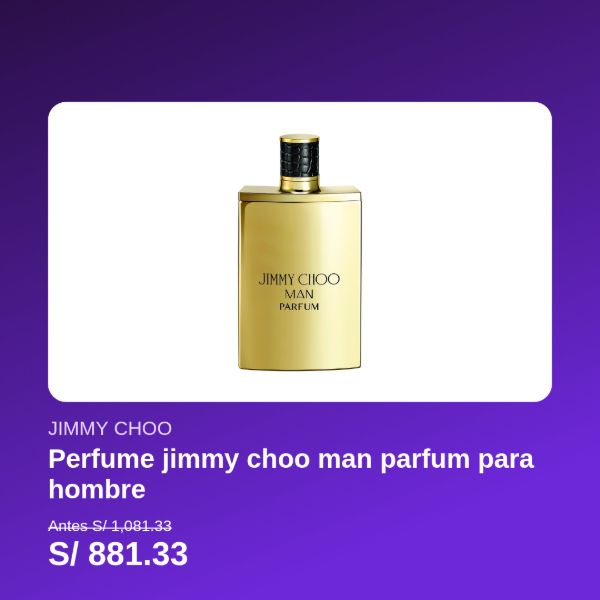 JIMMY CHOO
MAN
PARFUM
JIMMY CHOO
Perfume jimmy choo man parfum para
hombre
Antes S/ 1,081.33
S/ 881.33